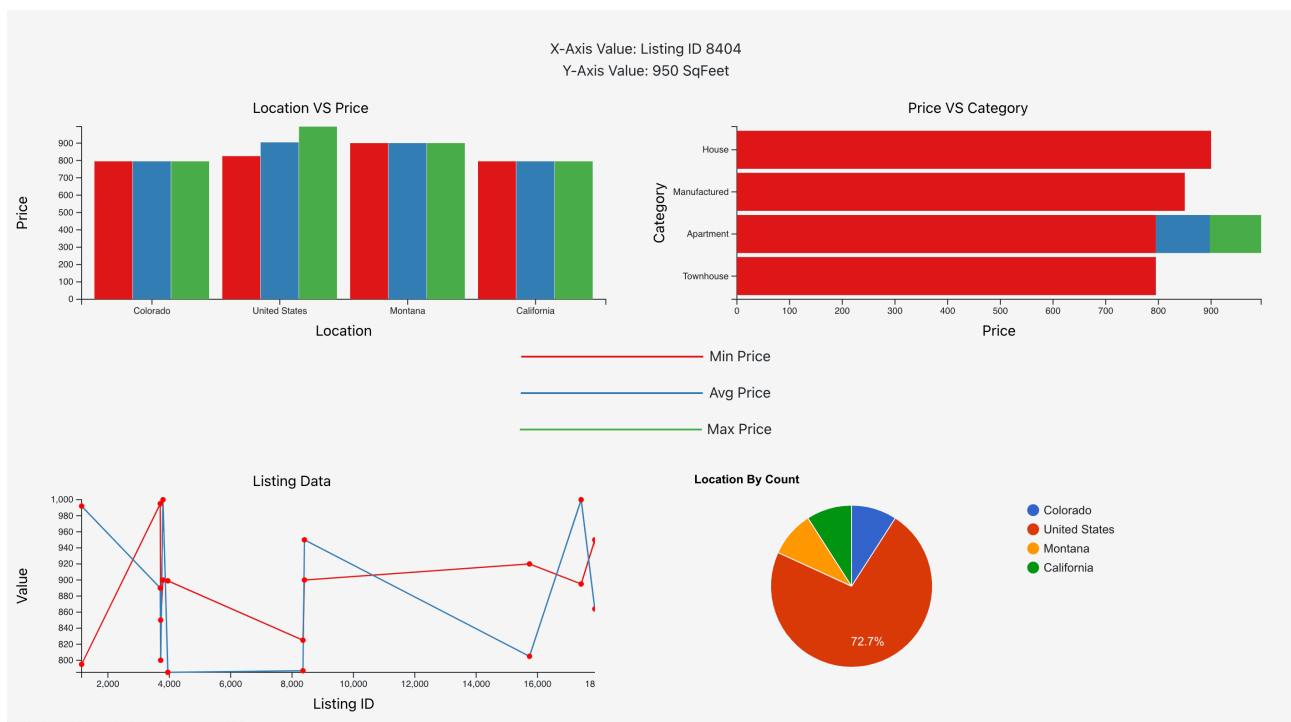 X-Axis Value: Listing ID 8404
Y-Axis Value: 950 SqFeet
Location VS Price
Price
900
800
700
600
500
400
300
200
100
0
Colorado
United States
Montana
California
Location
Price VS Category
Category
House
Manufactured
Apartment
Townhouse
0
100
200
300
400
500
600
700
800
900
Price
Min Price
Avg Price
Max Price
Listing Data
Value
1,000
980
960
940
920
900
880
860
840
820
800
2,000
4,000
6,000
8,000
10,000
12,000
14,000
16,000
18
Listing ID
Location By Count
72.7%
Colorado
United States
Montana
California